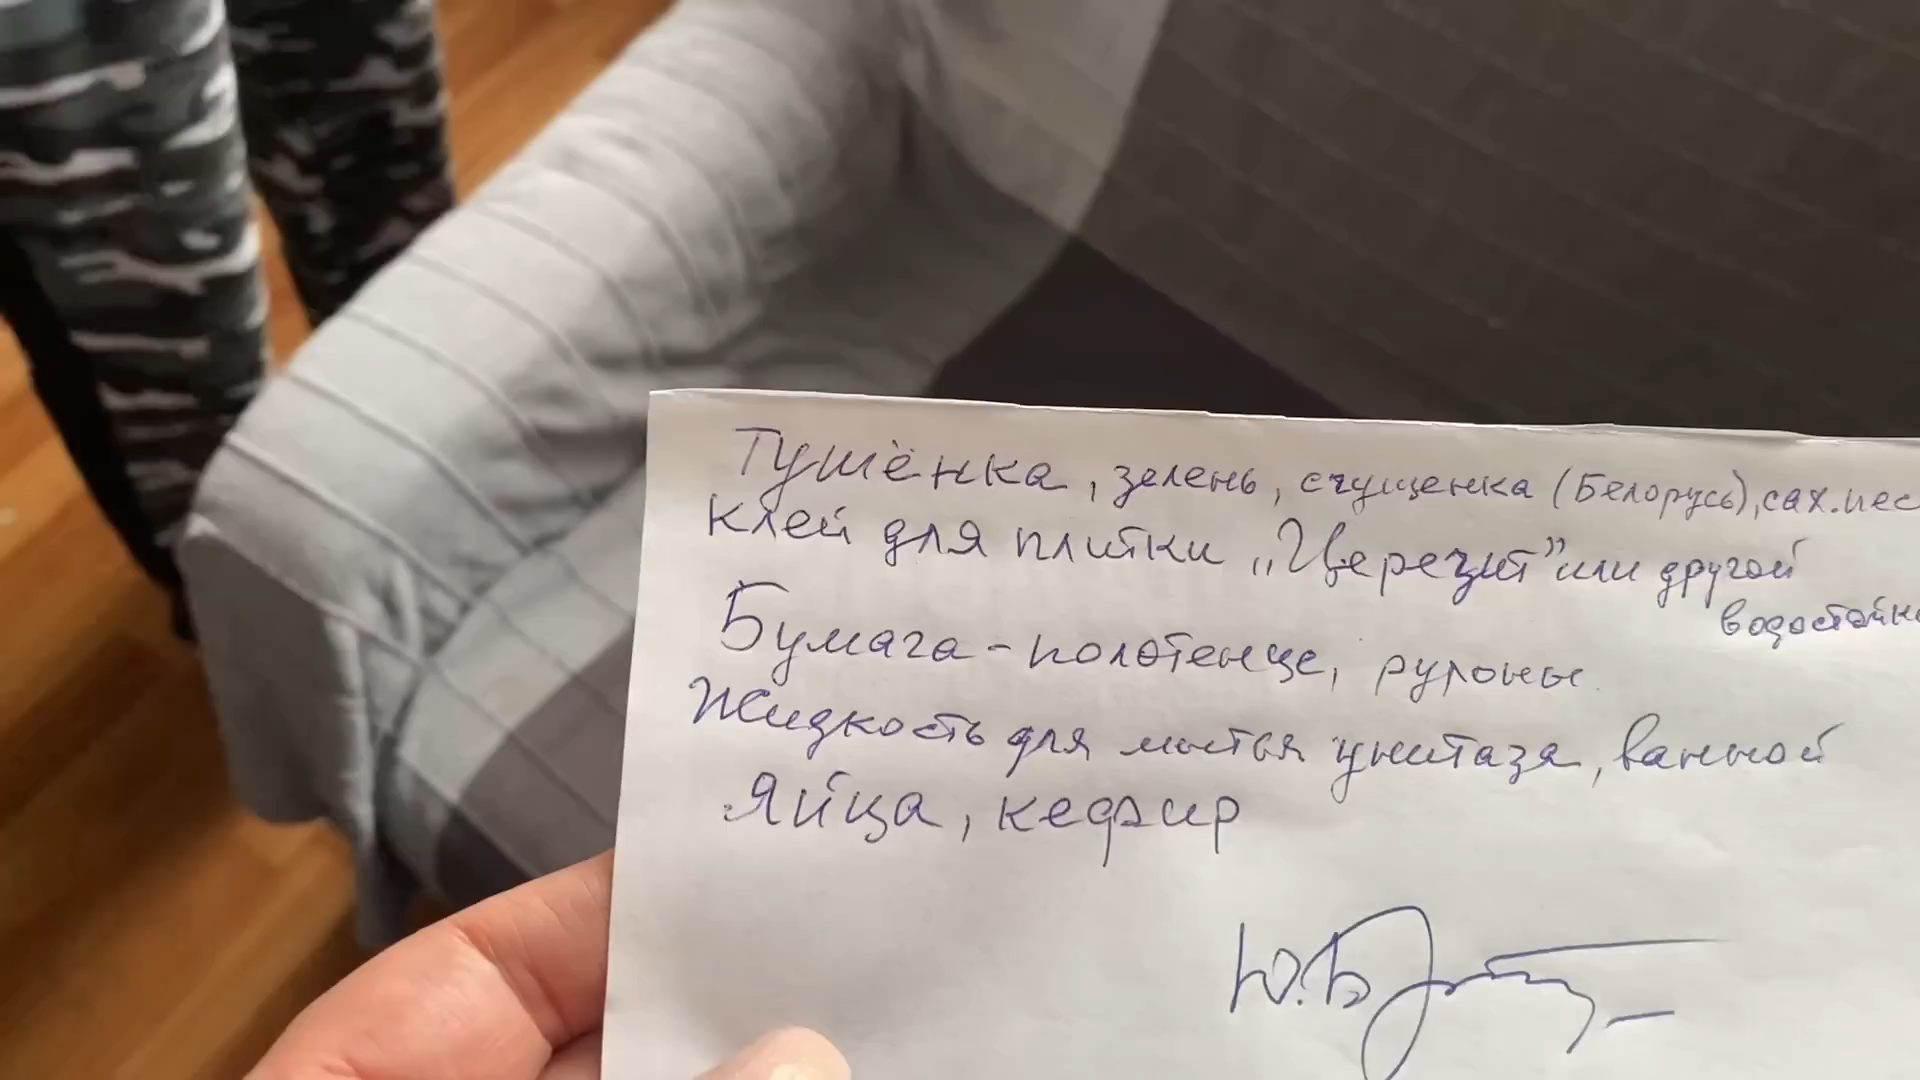 Тушёнка, зелень, сгущенка (Белорусь), сах. пес
Клей для плитки „Церезит” или другой
водостойк
Бумага - полотенце, рулоны
Жидкость для мытья унитаза, ванной
Яйца, кефир
Ю.Б